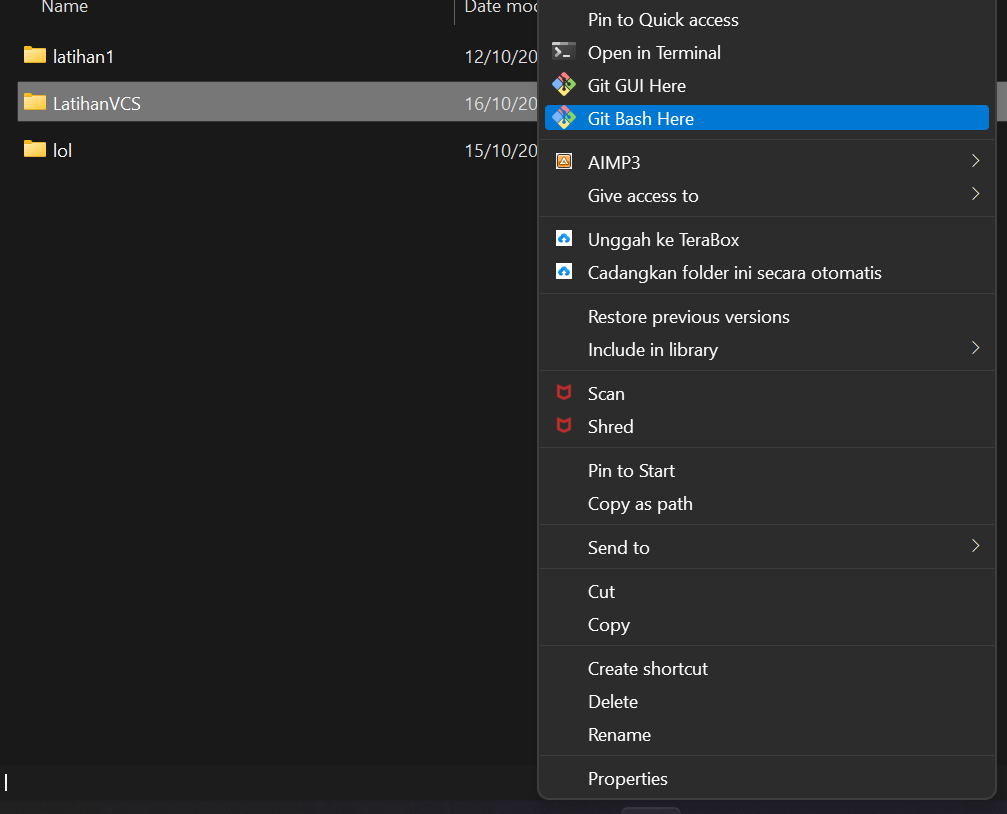 Name
Date mo
latihan1
12/10/20
LatihanVCS
16/10/20
lol
15/10/20
Pin to Quick access
Open in Terminal
Git GUI Here
Git Bash Here
AIMP3
Give access to
Unggah ke TeraBox
Cadangkan folder ini secara otomatis
Restore previous versions
Include in library
Scan
Shred
Pin to Start
Copy as path
Send to
Cut
Copy
Create shortcut
Delete
Rename
Properties